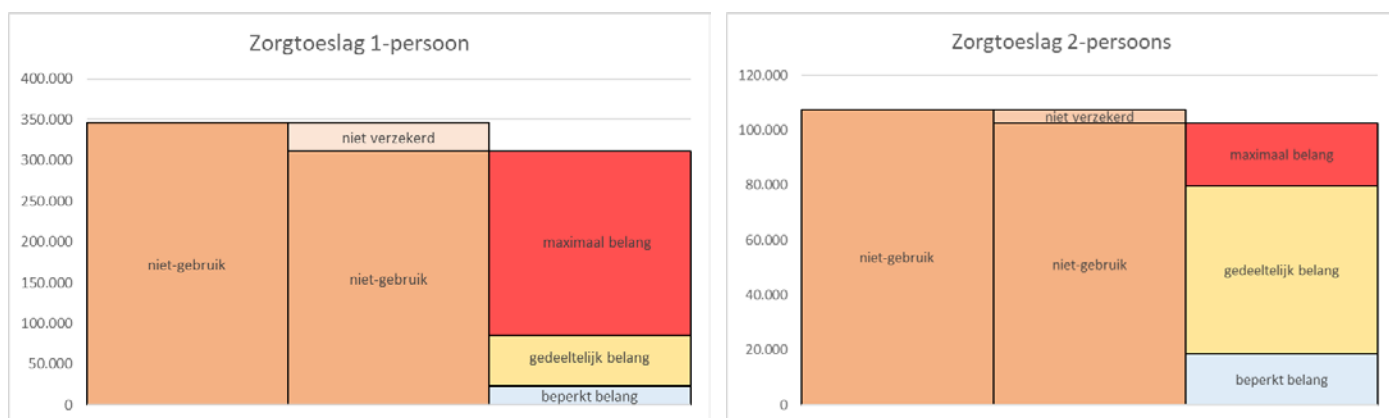 Zorgtoeslag 1-persoon
400.000
350.000
300.000
250.000
200.000
150.000
100.000
50.000
0
niet-gebruik
niet verzekerd
niet-gebruik
maximaal belang
gedeeltelijk belang
beperkt belang
Zorgtoeslag 2-persoons
120.000
100.000
80.000
60.000
40.000
20.000
0
niet-gebruik
niet verzekerd
niet-gebruik
maximaal belang
gedeeltelijk belang
beperkt belang